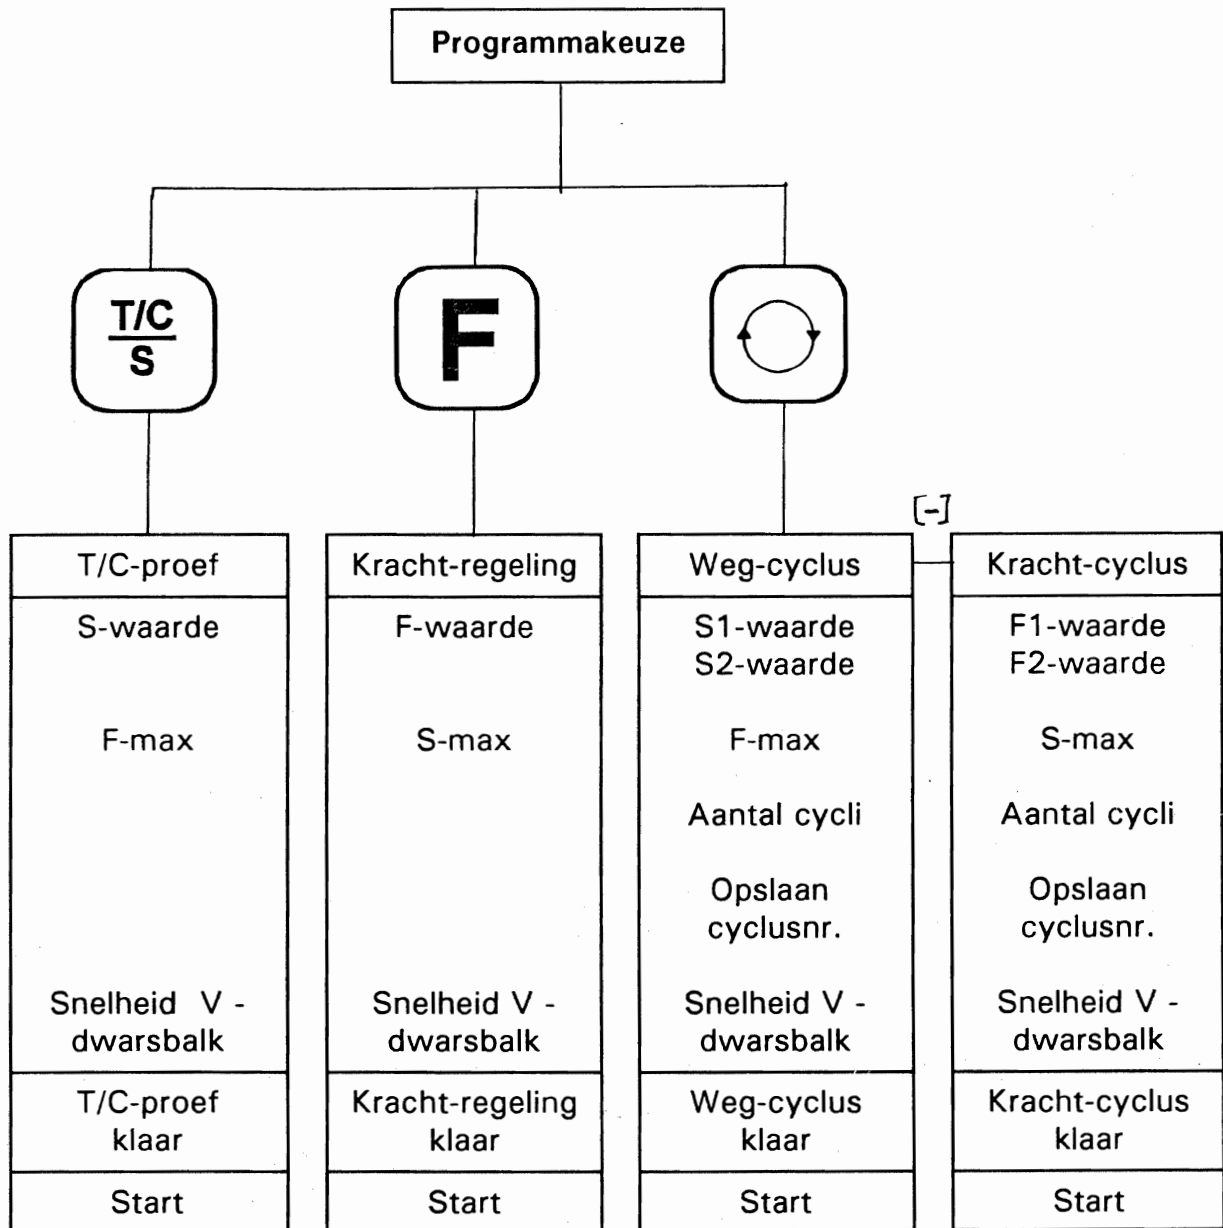 Programmakeuze
T/C
S
F
[-]
T/C-proef
S-waarde
F-max
Snelheid V -
dwarsbalk
T/C-proef
klaar
Start
Kracht-regeling
F-waarde
S-max
Snelheid V -
dwarsbalk
Kracht-regeling
klaar
Start
Weg-cyclus
S1-waarde
S2-waarde
F-max
Aantal cycli
Opslaan
cyclusnr.
Snelheid V -
dwarsbalk
Weg-cyclus
klaar
Start
Kracht-cyclus
F1-waarde
F2-waarde
S-max
Aantal cycli
Opslaan
cyclusnr.
Snelheid V -
dwarsbalk
Kracht-cyclus
klaar
Start